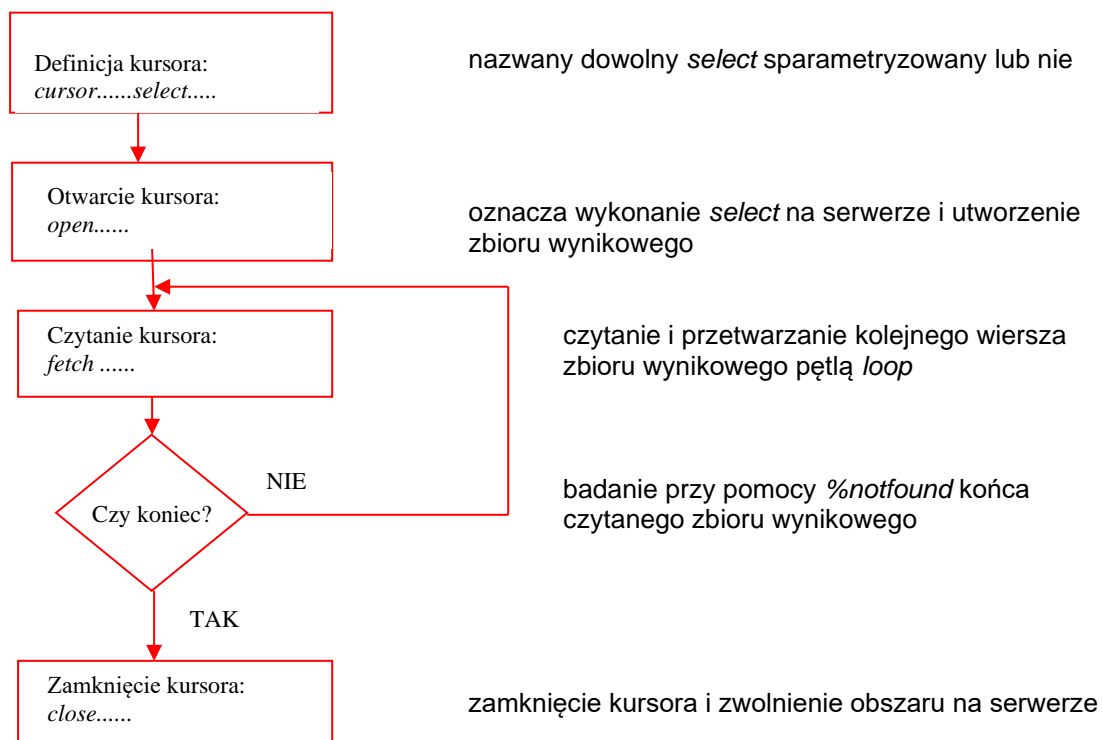 Definicja kursora:
cursor......select.....
nazwany dowolny select sparametryzowany lub nie
Otwarcie kursora:
open......
oznacza wykonanie select na serwerze i utworzenie
zbioru wynikowego
Czytanie kursora:
fetch ......
czytanie i przetwarzanie kolejnego wiersza
zbioru wynikowego pętlą loop
Czy koniec?
NIE
badanie przy pomocy %notfound końca
czytanego zbioru wynikowego
TAK
Zamknięcie kursora:
close......
zamknięcie kursora i zwolnienie obszaru na serwerze